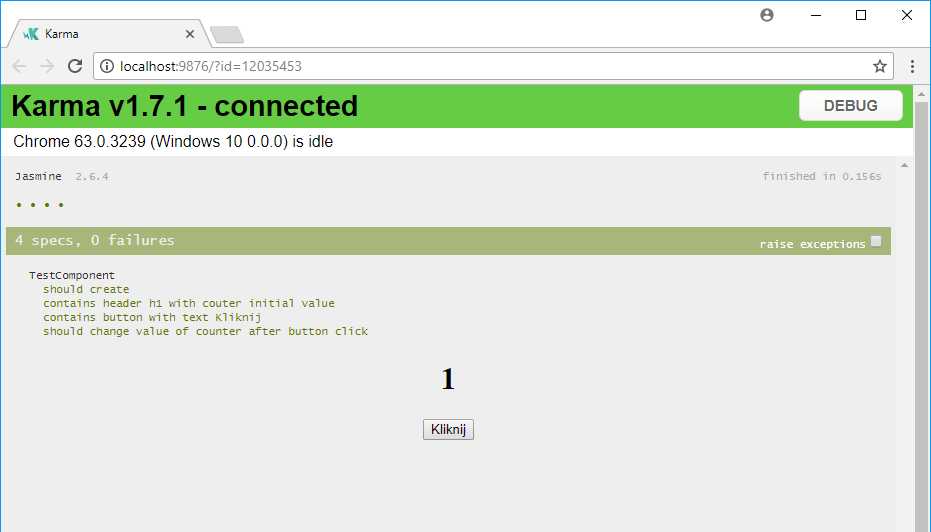 Karma
localhost:9876/?id=12035453
Karma v1.7.1 - connected
DEBUG
Chrome 63.0.3239 (Windows 10 0.0.0) is idle
Jasmine 2.6.4 finished in 0.156s
4 specs, 0 failures raise exceptions
TestComponent
should create
contains header h1 with couter initial value
contains button with text Kliknij
should change value of counter after button click
1
Kliknij